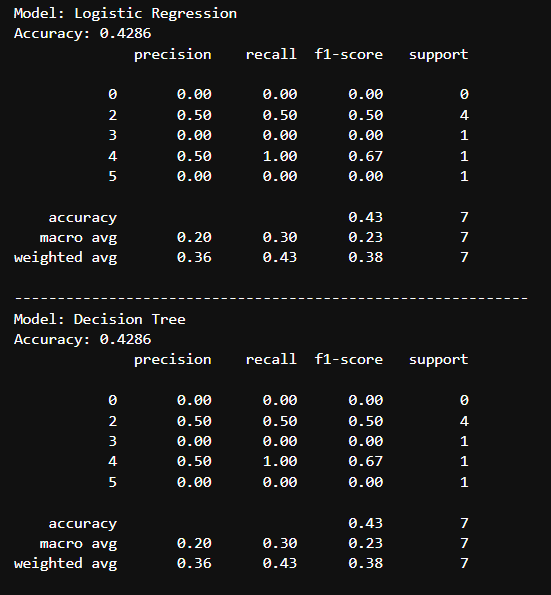 Model: Logistic Regression
Accuracy: 0.4286
precision recall f1-score support
0 0.00 0.00 0.00 0
2 0.50 0.50 0.50 4
3 0.00 0.00 0.00 1
4 0.50 1.00 0.67 1
5 0.00 0.00 0.00 1
accuracy 0.43 7
macro avg 0.20 0.30 0.23 7
weighted avg 0.36 0.43 0.38 7
------------------------------------------------------------
Model: Decision Tree
Accuracy: 0.4286
precision recall f1-score support
0 0.00 0.00 0.00 0
2 0.50 0.50 0.50 4
3 0.00 0.00 0.00 1
4 0.50 1.00 0.67 1
5 0.00 0.00 0.00 1
accuracy 0.43 7
macro avg 0.20 0.30 0.23 7
weighted avg 0.36 0.43 0.38 7